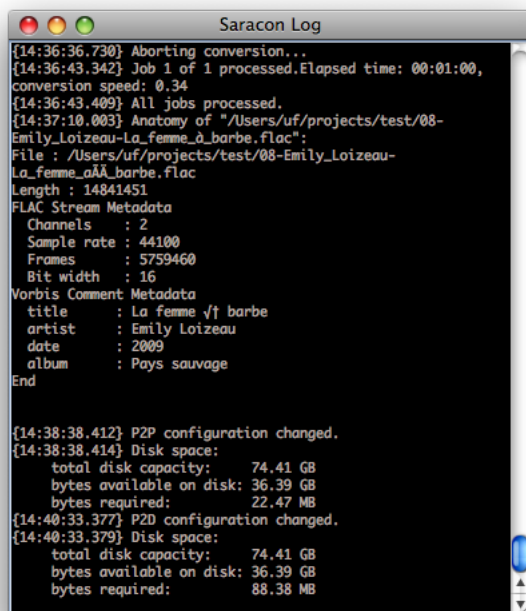 Saracon Log
{14:36:36.730} Aborting conversion...
{14:36:43.342} Job 1 of 1 processed.Elapsed time: 00:01:00,
conversion speed: 0.34
{14:36:43.409} All jobs processed.
{14:37:10.003} Anatomy of "/Users/uf/projects/test/08-
Emily_Loizeau-La_femme_à_barbe.flac":
File : /Users/uf/projects/test/08-Emily_Loizeau-
La_femme_aÃÄ_barbe.flac
Length : 14841451
FLAC Stream Metadata
Channels : 2
Sample rate : 44100
Frames : 5759460
Bit width : 16
Vorbis Comment Metadata
title : La femme √† barbe
artist : Emily Loizeau
date : 2009
album : Pays sauvage
End
{14:38:38.412} P2P configuration changed.
{14:38:38.414} Disk space:
total disk capacity: 74.41 GB
bytes available on disk: 36.39 GB
bytes required: 22.47 MB
{14:40:33.377} P2D configuration changed.
{14:40:33.379} Disk space:
total disk capacity: 74.41 GB
bytes available on disk: 36.39 GB
bytes required: 88.38 MB